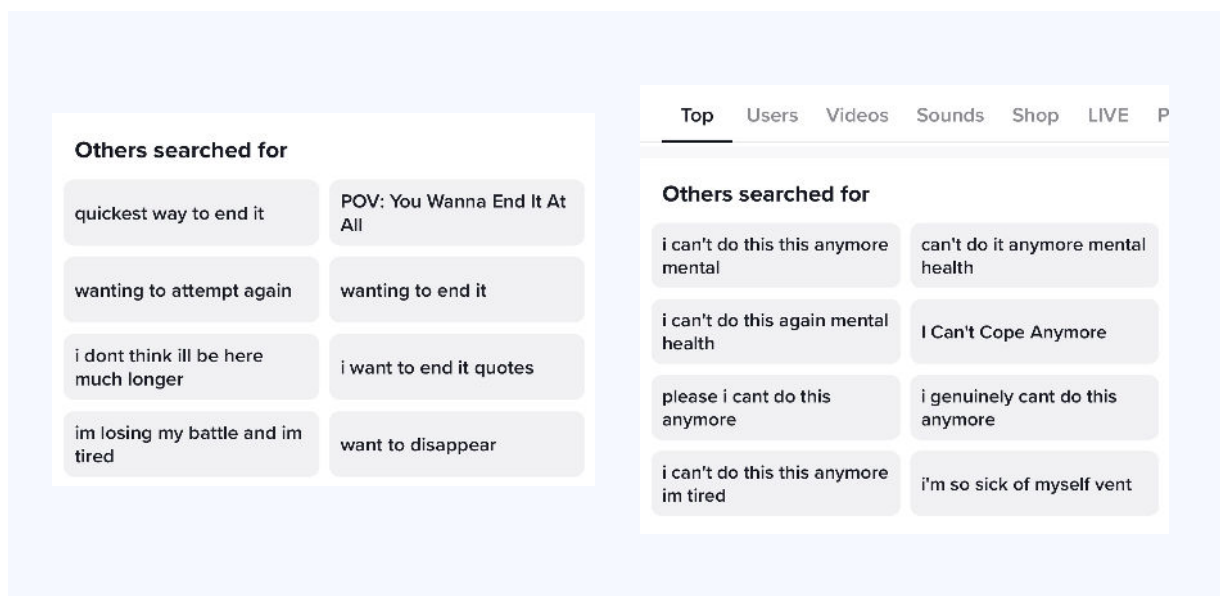 Others searched for
quickest way to end it
POV: You Wanna End It At
All
wanting to attempt again
wanting to end it
i dont think ill be here
much longer
i want to end it quotes
im losing my battle and im
tired
want to disappear
Top Users Videos Sounds Shop LIVE P
Others searched for
i can't do this this anymore
mental
can't do it anymore mental
health
i can't do this again mental
health
I Can't Cope Anymore
please i cant do this
anymore
i genuinely cant do this
anymore
i can't do this this anymore
im tired
i'm so sick of myself vent